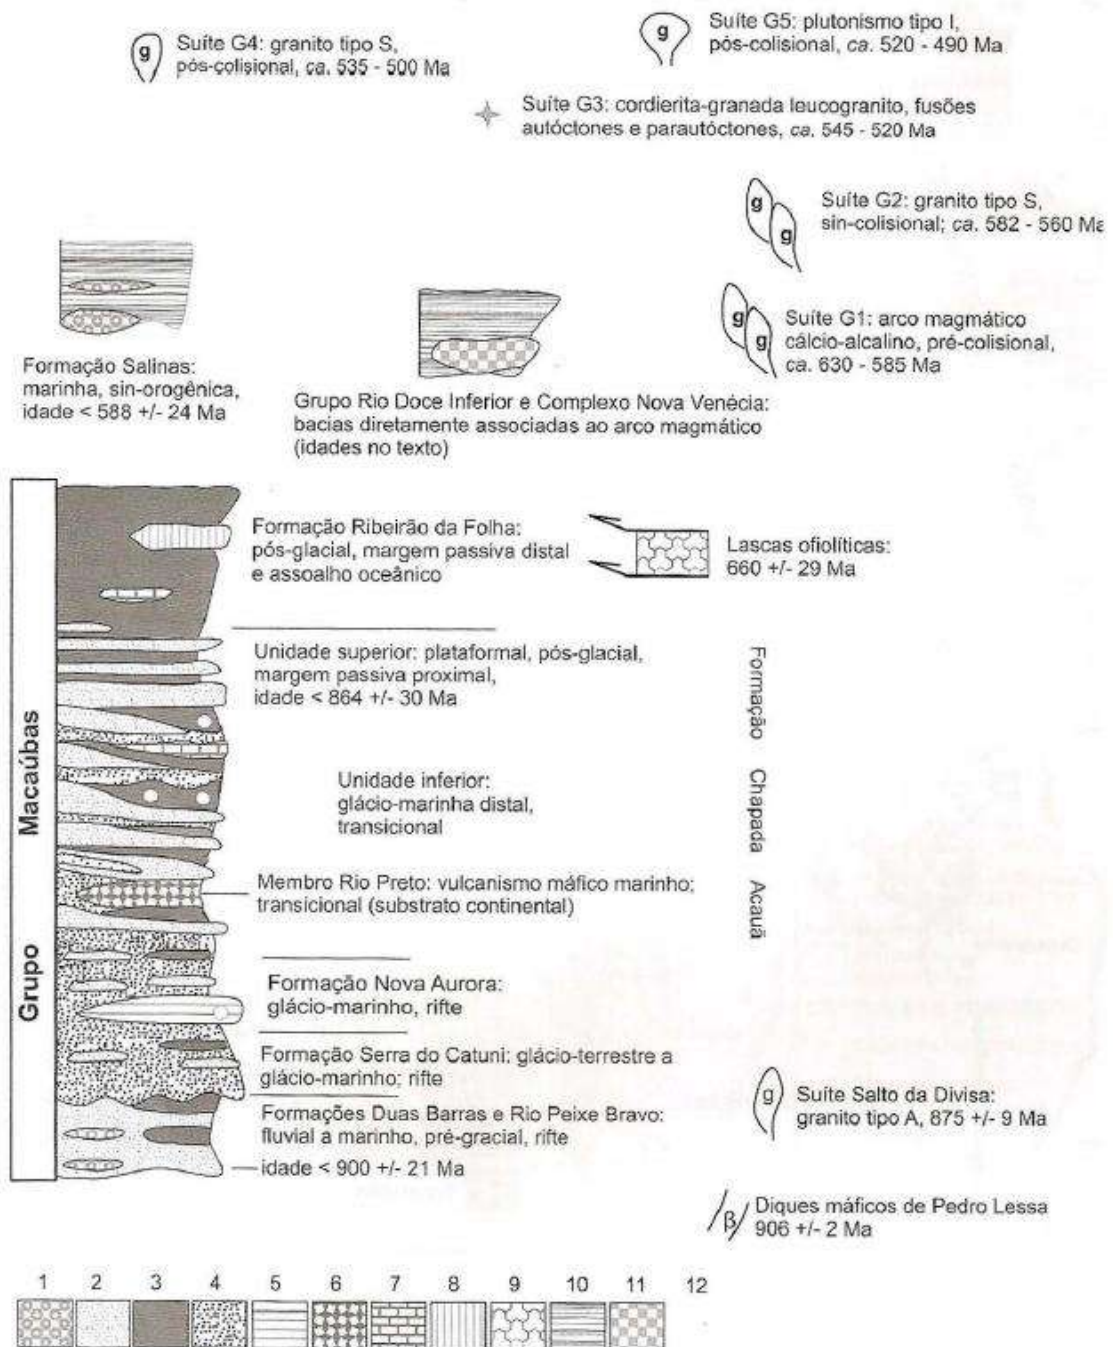 Suíte G4: granito tipo S,
pós-colisional, ca. 535 - 500 Ma
g
Suíte G5: plutonismo tipo I,
pós-colisional, ca. 520 - 490 Ma
g
Suíte G3: cordierita-granada leucogranito, fusões
autóctones e parautóctones, ca. 545 - 520 Ma
Suíte G2: granito tipo S,
sin-colisional; ca. 582 - 560 Ma
g
g
Suíte G1: arco magmático
cálcio-alcalino, pré-colisional,
ca. 630 - 585 Ma
g
g
Formação Salinas:
marinha, sin-orogênica,
idade < 588 +/- 24 Ma
Grupo Rio Doce Inferior e Complexo Nova Venécia:
bacias diretamente associadas ao arco magmático
(idades no texto)
Grupo Macaúbas
Formação Ribeirão da Folha:
pós-glacial, margem passiva distal
e assoalho oceânico
Lascas ofiolíticas:
660 +/- 29 Ma
Unidade superior: plataformal, pós-glacial,
margem passiva proximal,
idade < 864 +/- 30 Ma
Formação Chapada Acauã
Unidade inferior:
glácio-marinha distal,
transicional
Membro Rio Preto: vulcanismo máfico marinho;
transicional (substrato continental)
Formação Nova Aurora:
glácio-marinho, rifte
Formação Serra do Catuni: glácio-terrestre a
glácio-marinho; rifte
Formações Duas Barras e Rio Peixe Bravo:
fluvial a marinho, pré-gracial, rifte
idade < 900 +/- 21 Ma
g
Suíte Salto da Divisa:
granito tipo A, 875 +/- 9 Ma
β
Diques máficos de Pedro Lessa
906 +/- 2 Ma
1 2 3 4 5 6 7 8 9 10 11 12